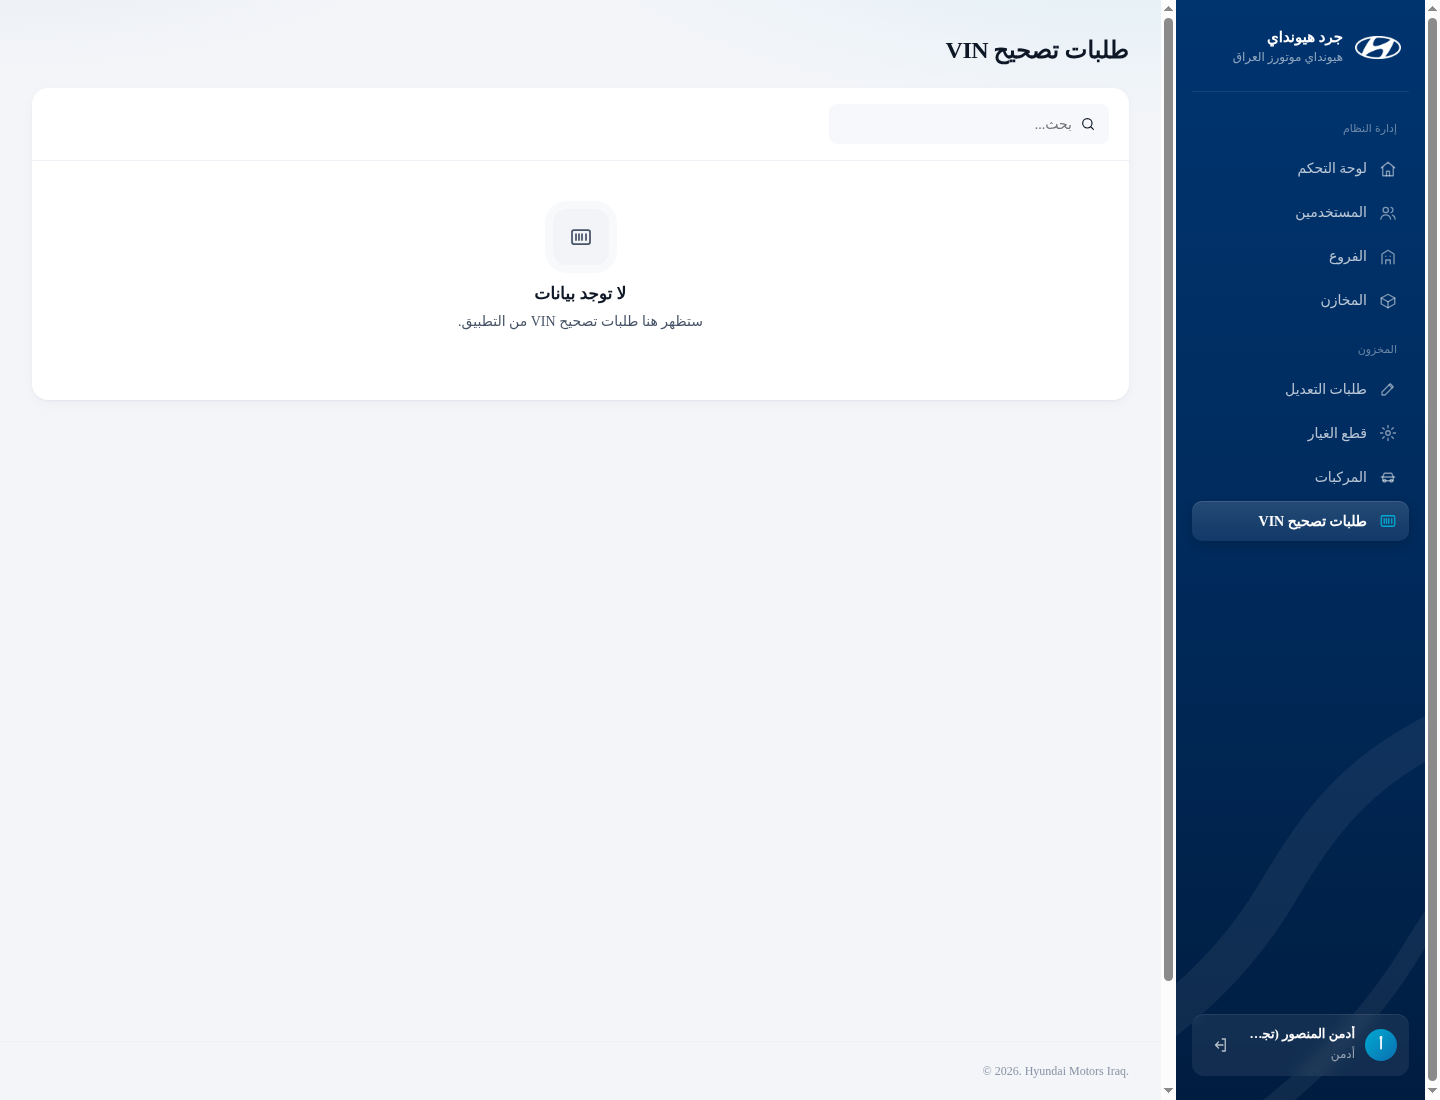 جرد هيونداي
هيونداي موتورز العراق
إدارة النظام
لوحة التحكم
المستخدمين
الفروع
المخازن
المخزون
طلبات التعديل
قطع الغيار
المركبات
طلبات تصحيح VIN
أدمن المنصور (تجـ...
أدمن
أ
طلبات تصحيح VIN
بحث...
لا توجد بيانات
ستظهر هنا طلبات تصحيح VIN من التطبيق.
© 2026. Hyundai Motors Iraq.